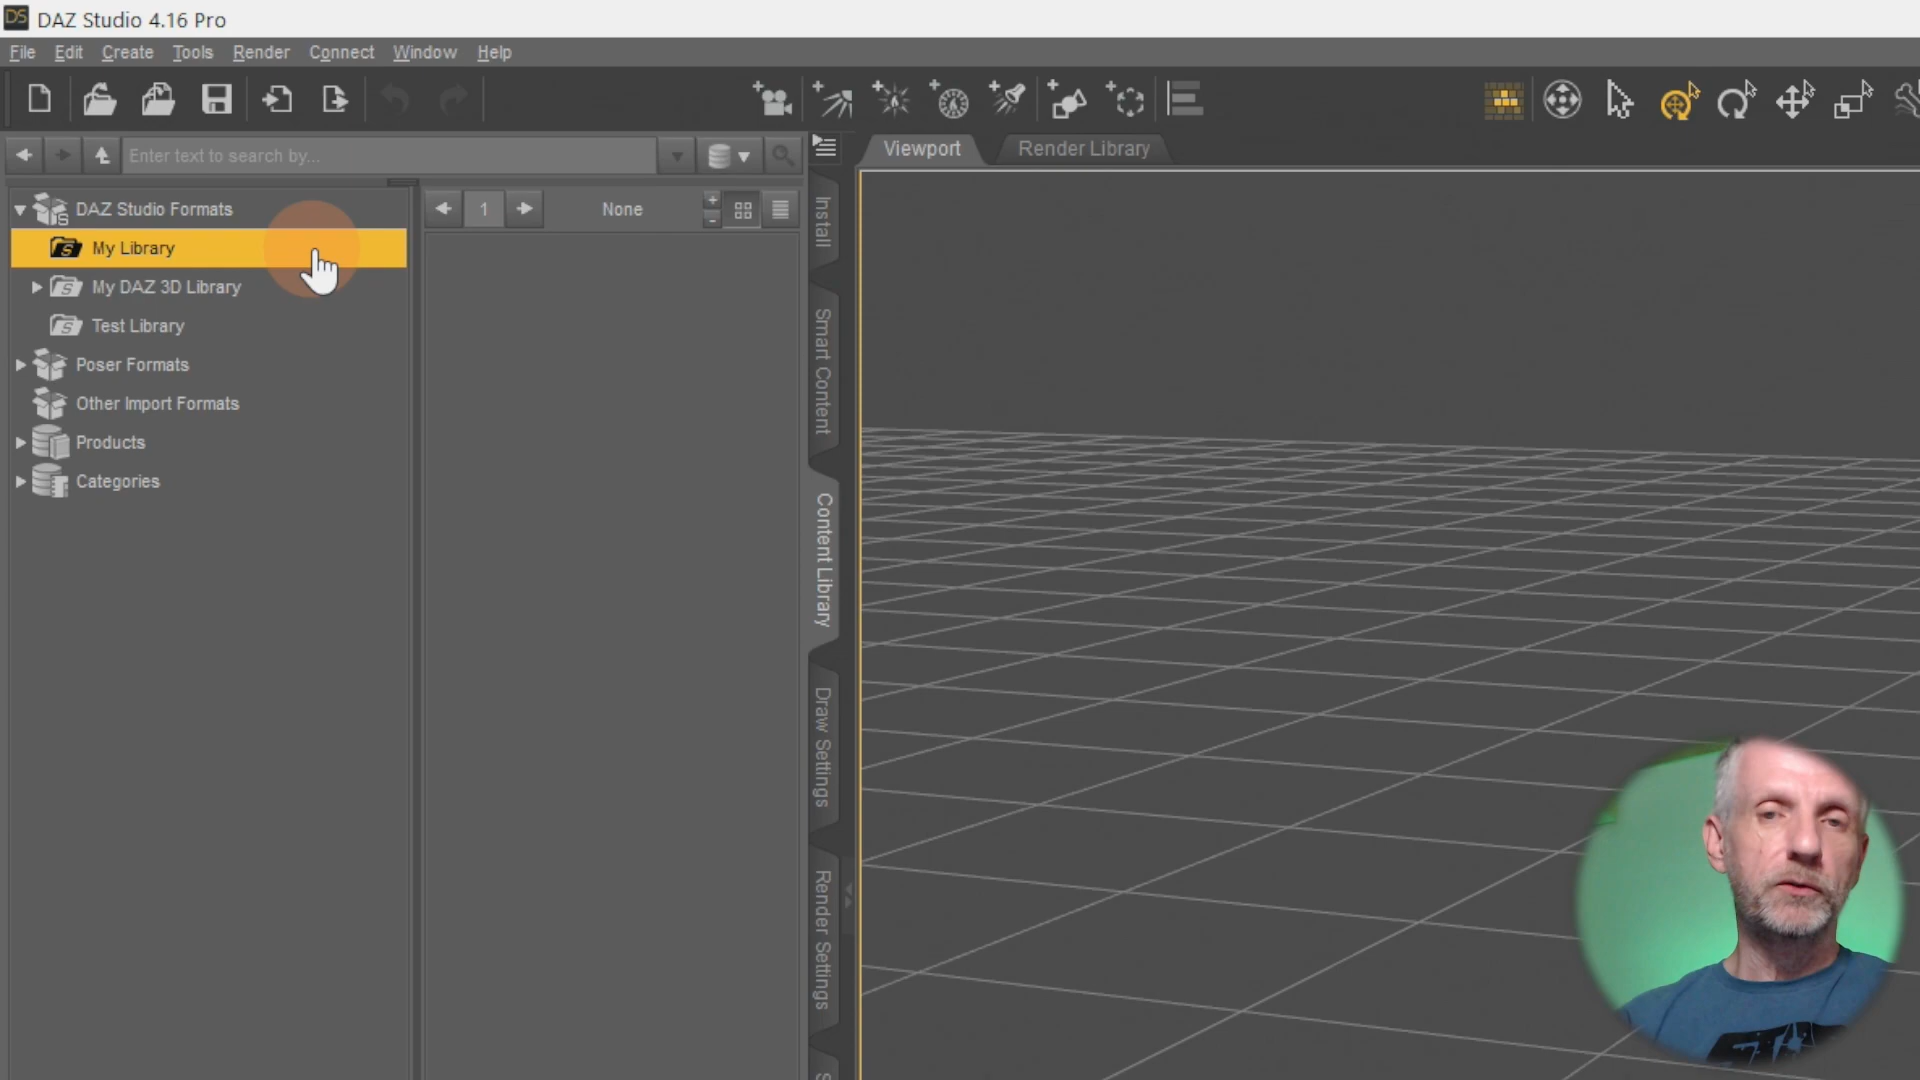 DS DAZ Studio 4.16 Pro
File Edit Create Tools Render Connect Window Help
Enter text to search by...
Viewport
Render Library
DAZ Studio Formats
My Library
My DAZ 3D Library
Test Library
Poser Formats
Other Import Formats
Products
Categories
1
None
Install
Smart Content
Content Library
Draw Settings
Render Settings